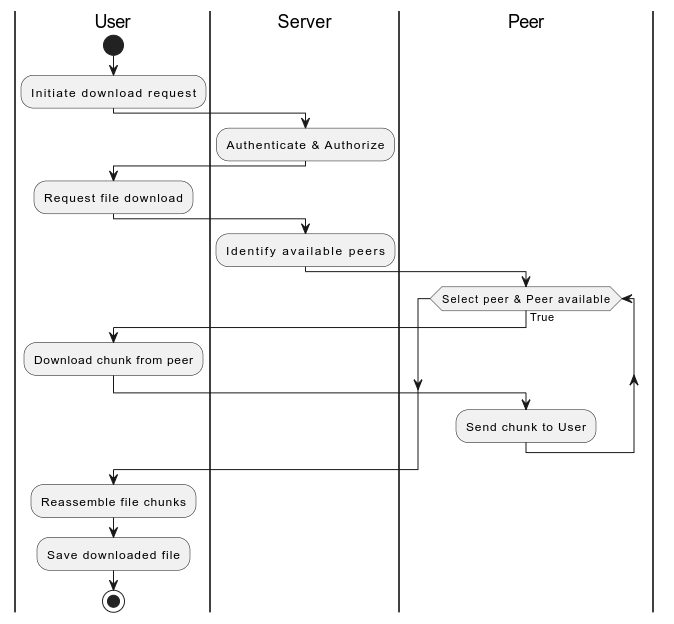 User Server Peer
Initiate download request
Authenticate & Authorize
Request file download
Identify available peers
Select peer & Peer available
True
Download chunk from peer
Send chunk to User
Reassemble file chunks
Save downloaded file